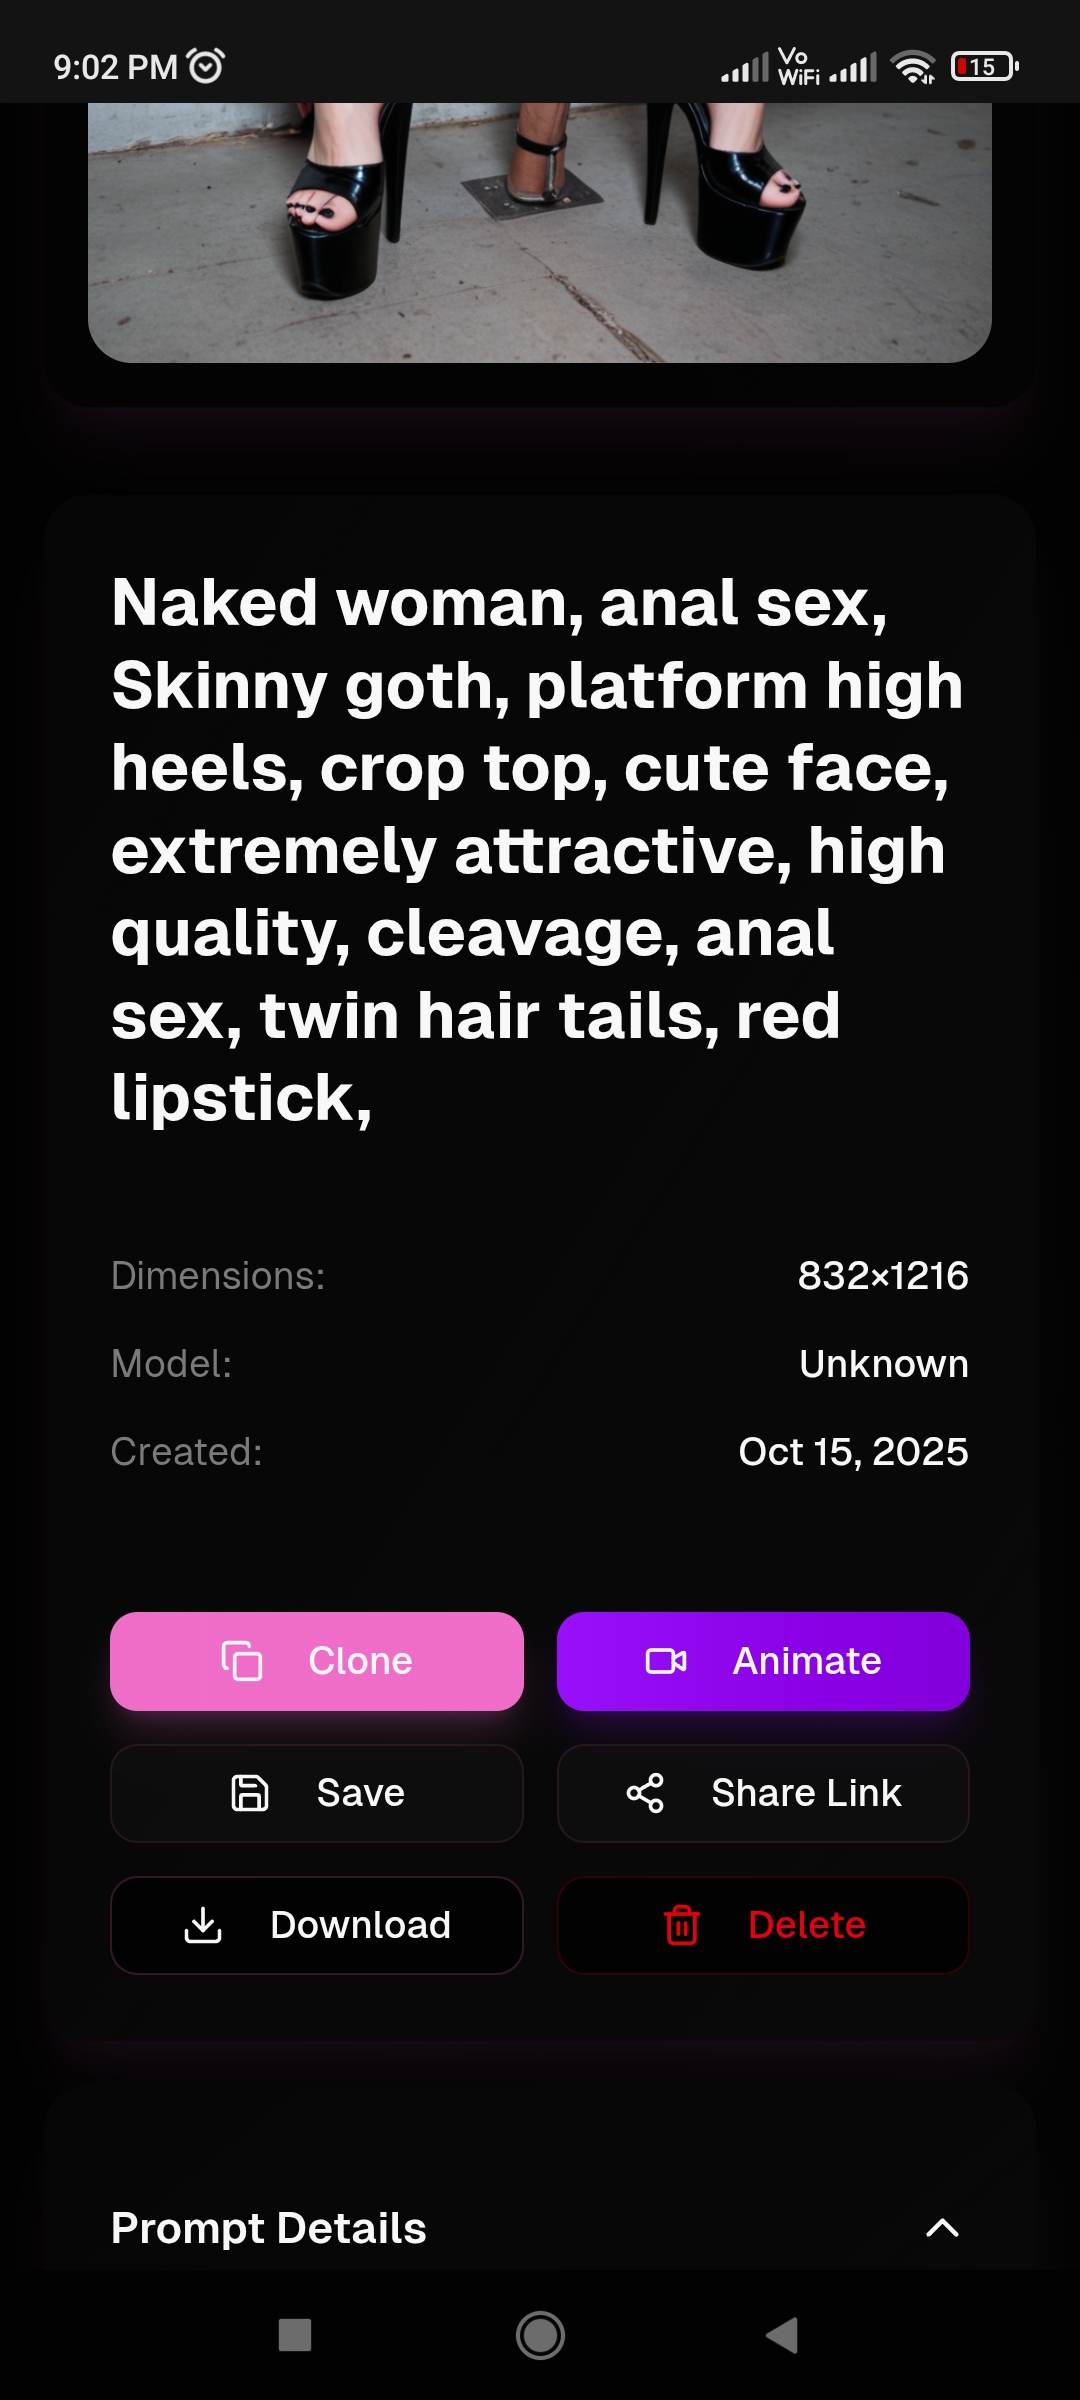 9:02 PM
Vo
WiFi
15
Naked woman, anal sex,
Skinny goth, platform high
heels, crop top, cute face,
extremely attractive, high
quality, cleavage, anal
sex, twin hair tails, red
lipstick,
Dimensions: 832×1216
Model: Unknown
Created: Oct 15, 2025
Clone Animate
Save Share Link
Download Delete
Prompt Details